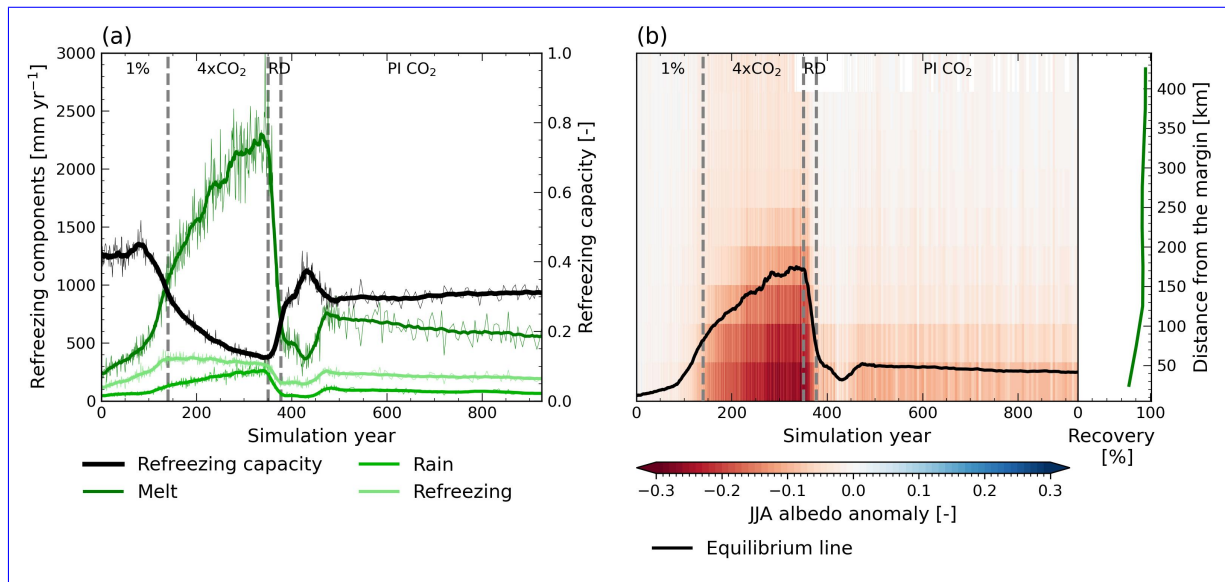 (a)
(b)
1% 4xCO₂ RD PI CO₂
1% 4xCO₂ RD PI CO₂
3000
2500
2000
1500
1000
500
0
Refreezing components [mm yr⁻¹]
1.0
0.8
0.6
0.4
0.2
0.0
Refreezing capacity [-]
0 200 400 600 800
Simulation year
Refreezing capacity
Melt
Rain
Refreezing
0 200 400 600 800
Simulation year
0 100
Recovery
[%]
400
350
300
250
200
150
100
50
Distance from the margin [km]
−0.3 −0.2 −0.1 0.0 0.1 0.2 0.3
JJA albedo anomaly [-]
Equilibrium line